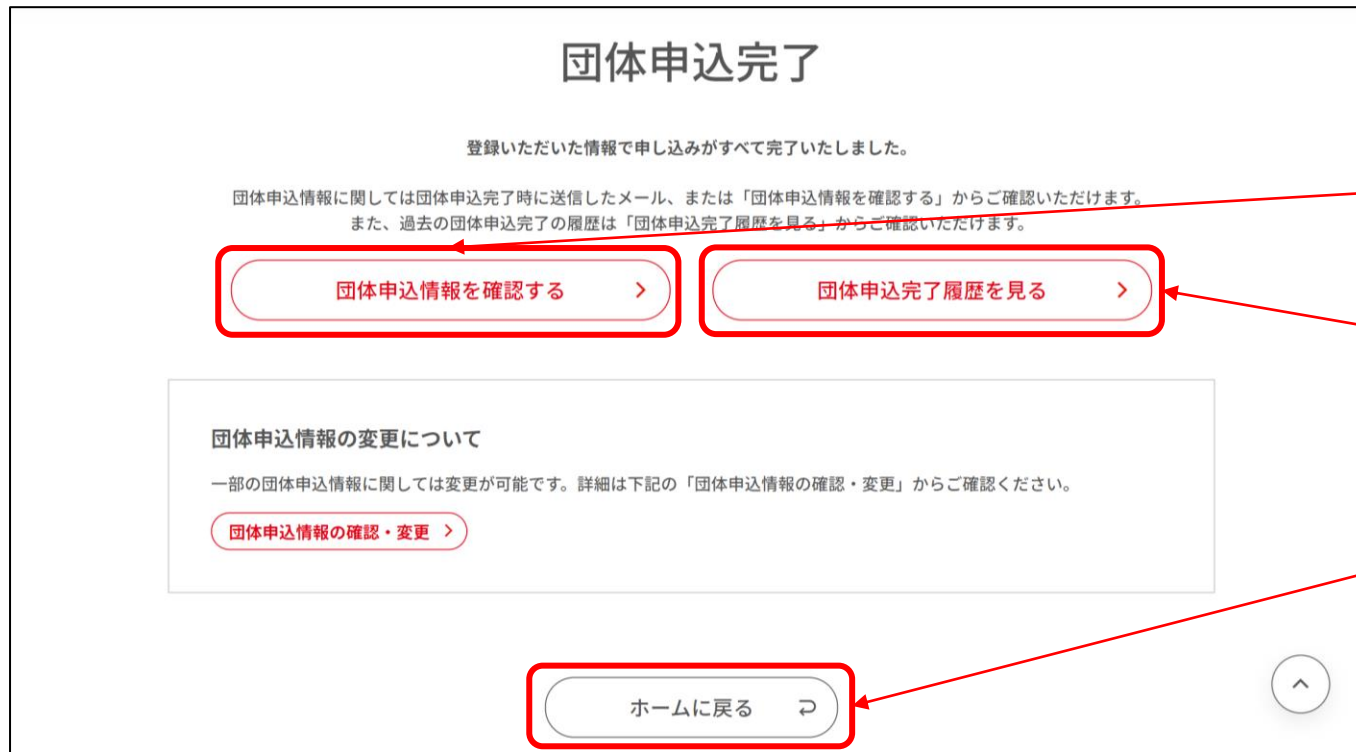 団体申込完了
登録いただいた情報で申し込みがすべて完了いたしました。
団体申込情報に関しては団体申込完了時に送信したメール、または「団体申込情報を確認する」からご確認いただけます。
また、過去の団体申込完了の履歴は「団体申込完了履歴を見る」からご確認いただけます。
団体申込情報を確認する
団体申込完了履歴を見る
団体申込情報の変更について
一部の団体申込情報に関しては変更が可能です。詳細は下記の「団体申込情報の確認・変更」からご確認ください。
団体申込情報の確認・変更
ホームに戻る